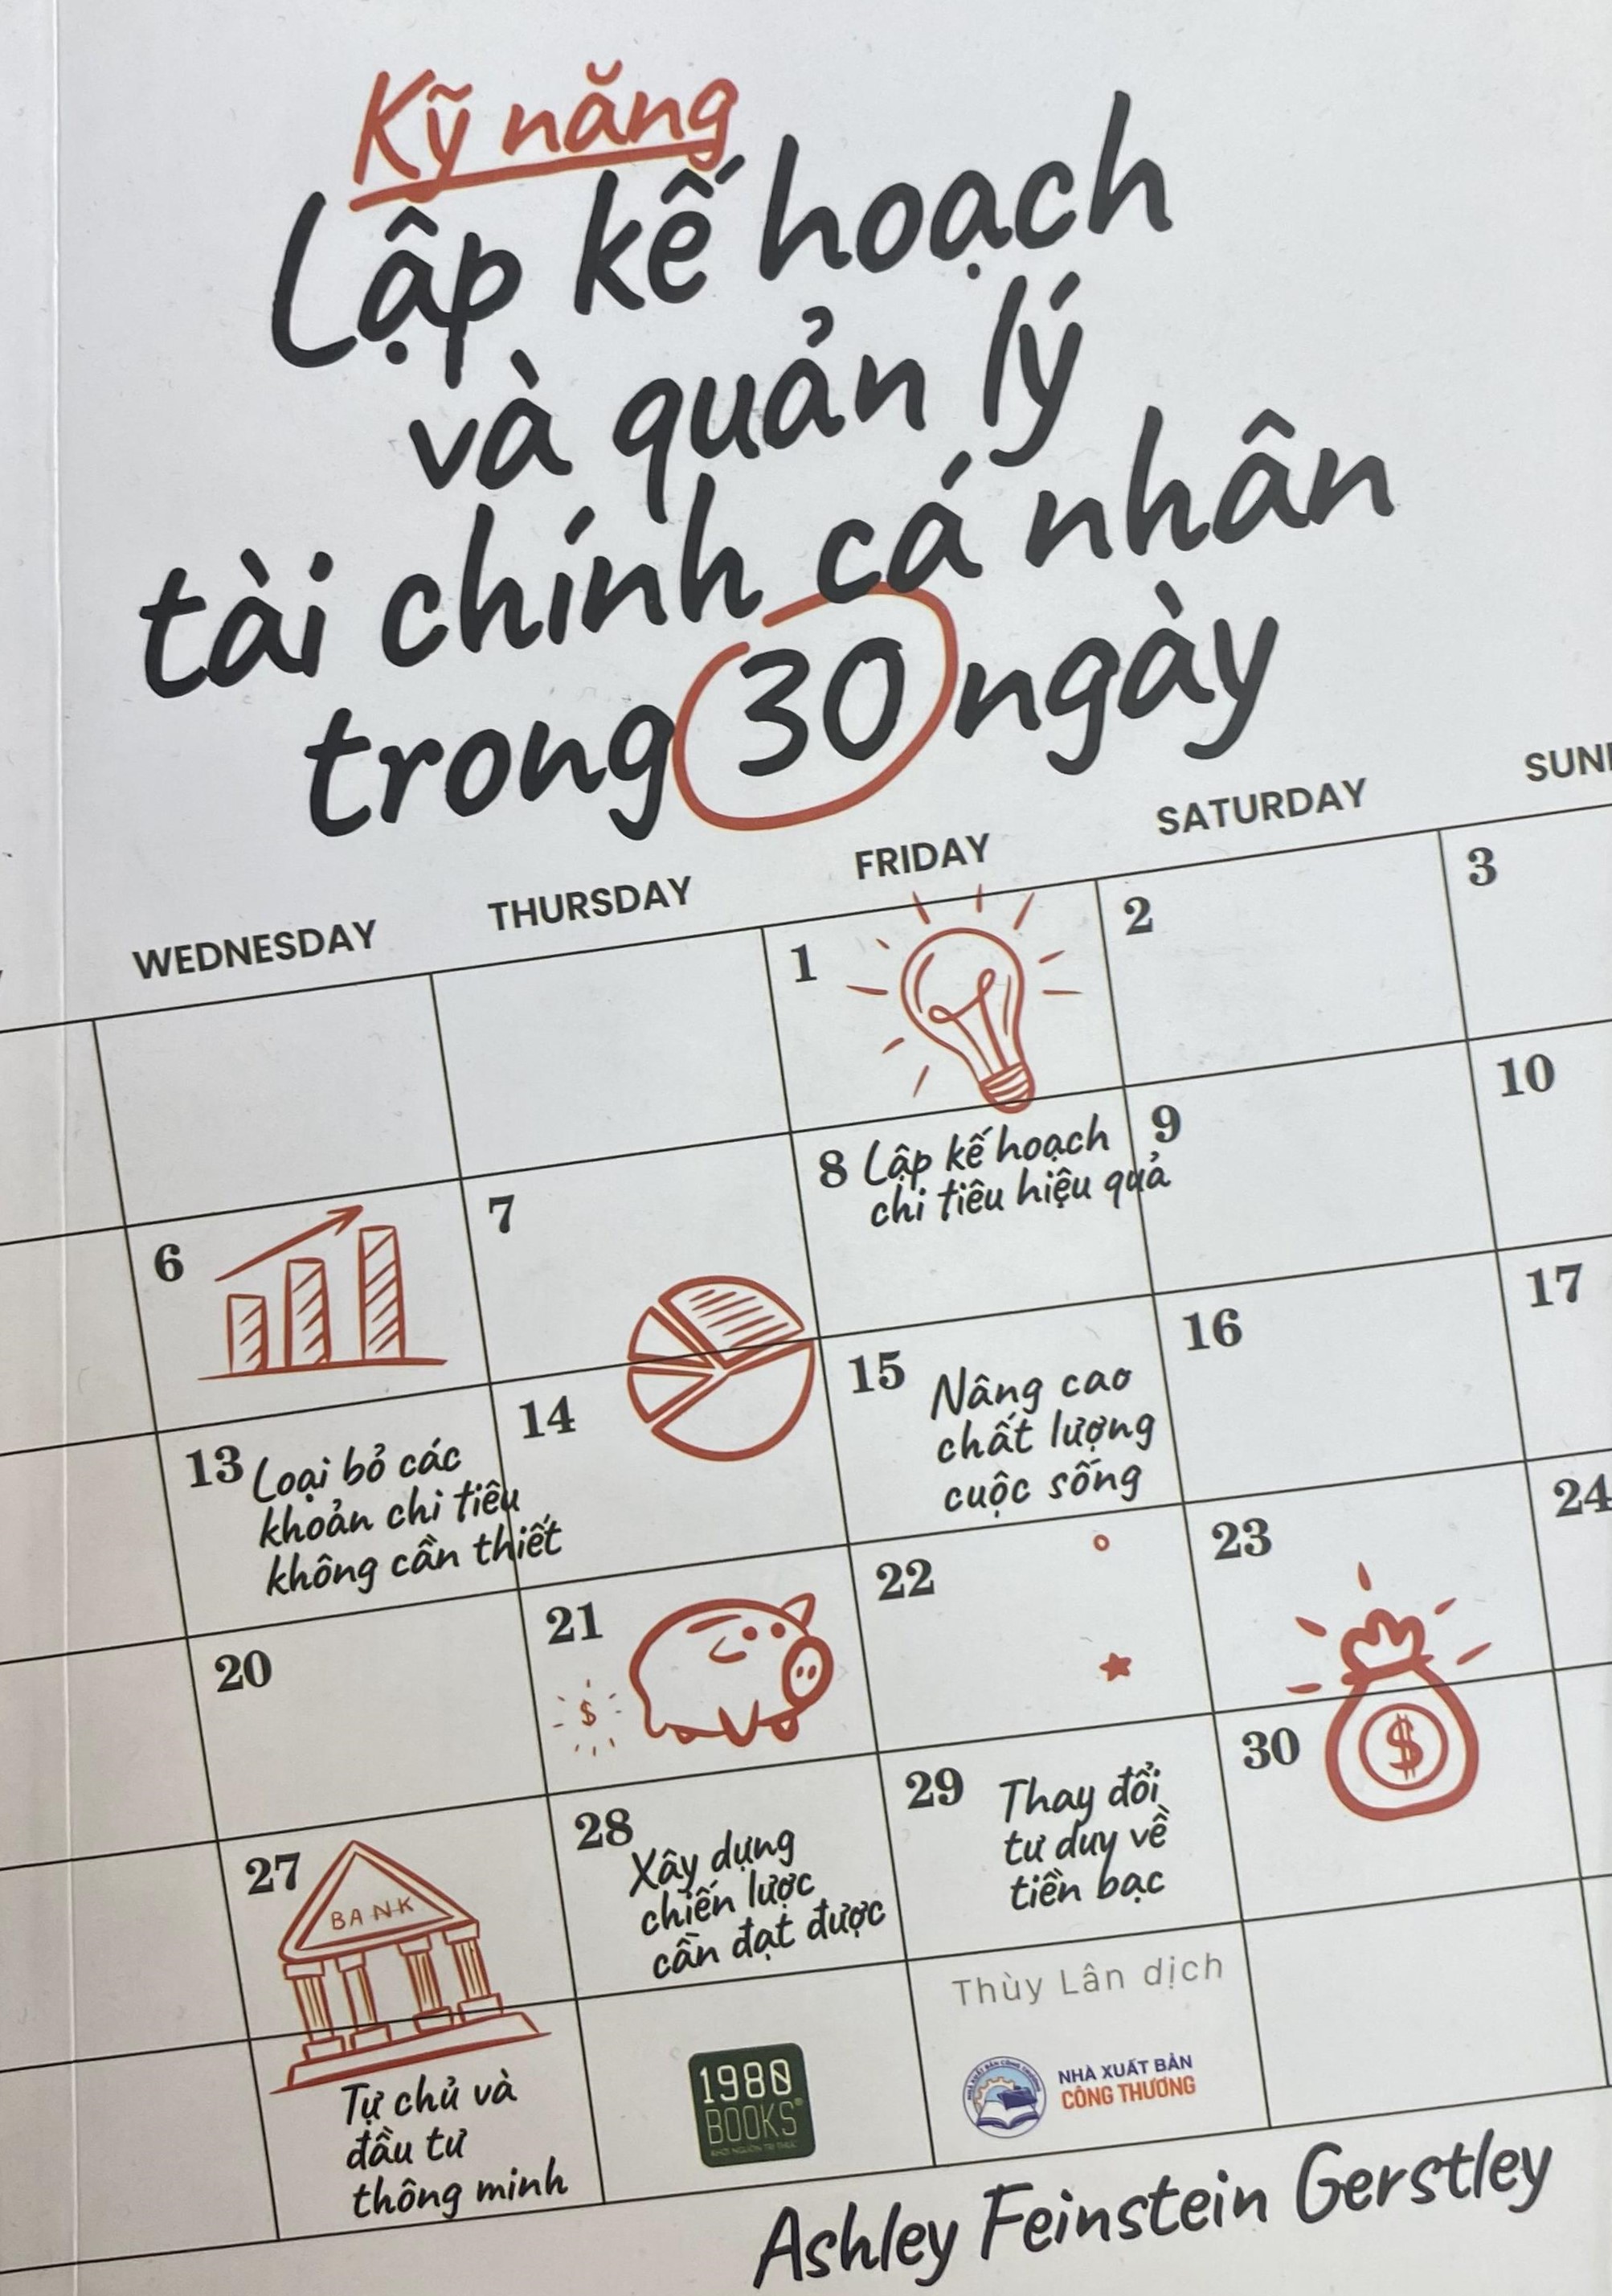 Kỹ năng
Lập kế hoạch
và quản lý
tài chính cá nhân
trong 30 ngày
WEDNESDAY THURSDAY FRIDAY SATURDAY
1 2 3
6 7 8 Lập kế hoạch 9 10
chi tiêu hiệu quả
13 Loại bỏ các 14 15 Nâng cao 16 17
khoản chi tiêu chất lượng
không cần thiết cuộc sống
20 21 22 23 24
$
$
27 28 29 Thay đổi 30
BANK Xây dựng tư duy về
chiến lược tiền bạc
cần đạt được
Tự chủ và
đầu tư
thông minh
1980
BOOKS®
Thùy Lân dịch
NHÀ XUẤT BẢN
CÔNG THƯƠNG
Ashley Feinstein Gerstley